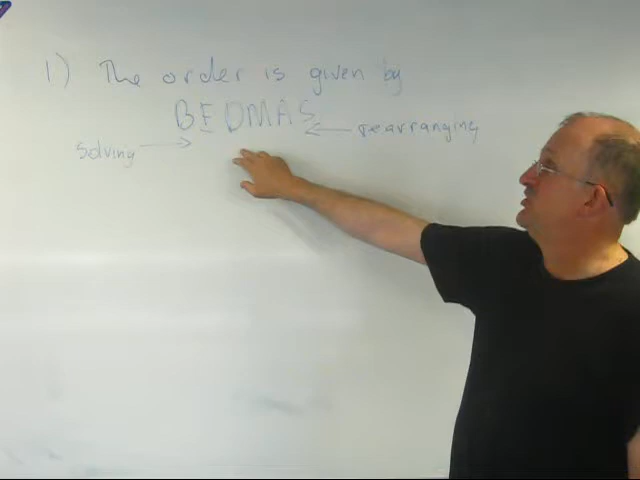 1) The order is given by
BEDMAS
solving → ← rearranging